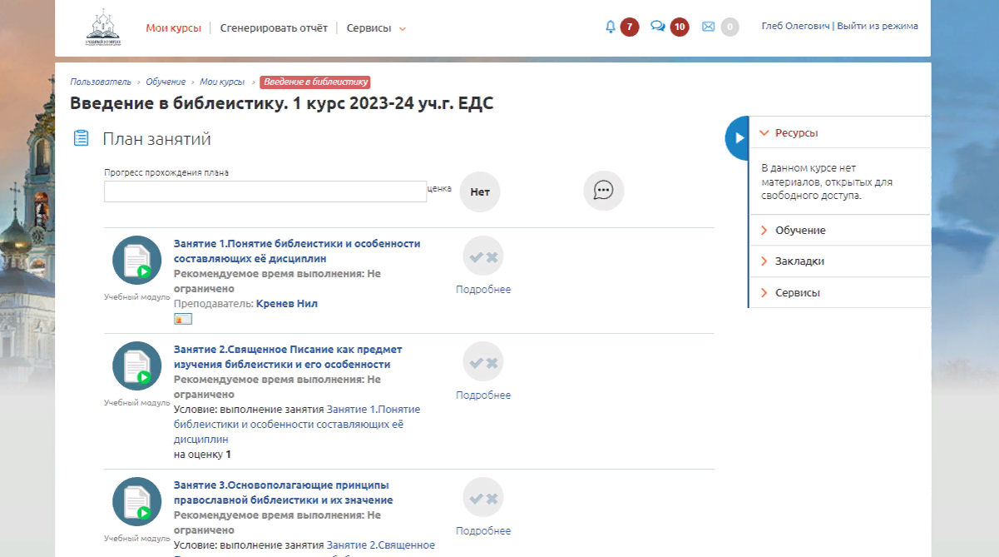 Мои курсы
Сгенерировать отчёт
Сервисы
7
10
0
Глеб Олегович | Выйти из режима
Пользователь › Обучение › Мои курсы › Введение в библеистику
Введение в библеистику. 1 курс 2023-24 уч.г. ЕДС
План занятий
Прогресс прохождения плана
оценка
Нет
Ресурсы
В данном курсе нет
материалов, открытых для
свободного доступа.
Обучение
Закладки
Сервисы
Занятие 1.Понятие библеистики и особенности
составляющих её дисциплин
Рекомендуемое время выполнения: Не
ограничено
Преподаватель: Кренев Нил
Учебный модуль
Подробнее
Занятие 2.Священное Писание как предмет
изучения библеистики и его особенности
Рекомендуемое время выполнения: Не
ограничено
Условие: выполнение занятия Занятие 1.Понятие
библеистики и особенности составляющих её
дисциплин
на оценку 1
Учебный модуль
Подробнее
Занятие 3.Основополагающие принципы
православной библеистики и их значение
Рекомендуемое время выполнения: Не
ограничено
Условие: выполнение занятия Занятие 2.Священное
Учебный модуль
Подробнее